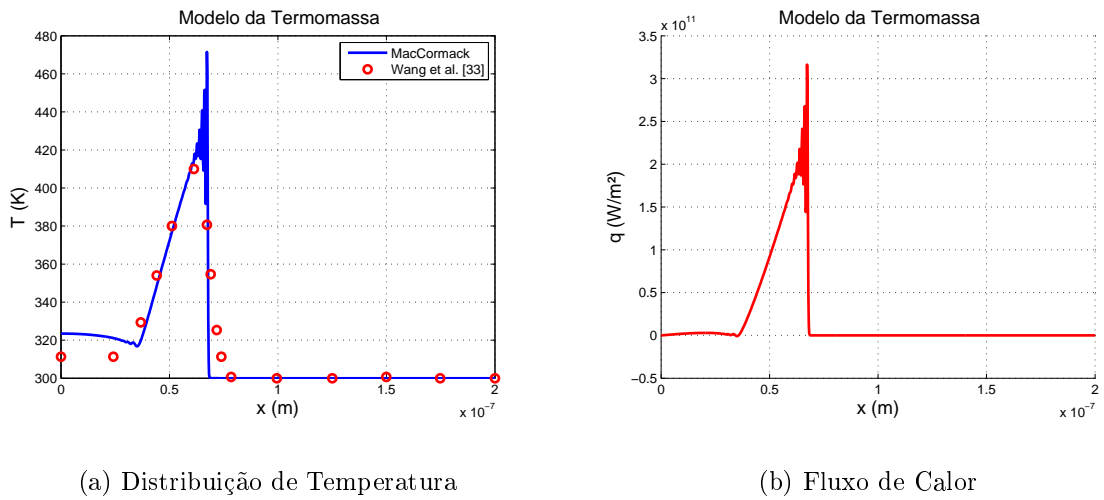 Modelo da Termomassa
480
460
440
420
400
380
360
340
320
300
T (K)
MacCormack
Wang et al. [33]
0
0.5
1
1.5
2
x 10⁻⁷
x (m)
(a) Distribuição de Temperatura
Modelo da Termomassa
x 10¹¹
3.5
3
2.5
2
1.5
1
0.5
0
−0.5
q (W/m²)
0
0.5
1
1.5
2
x 10⁻⁷
x (m)
(b) Fluxo de Calor